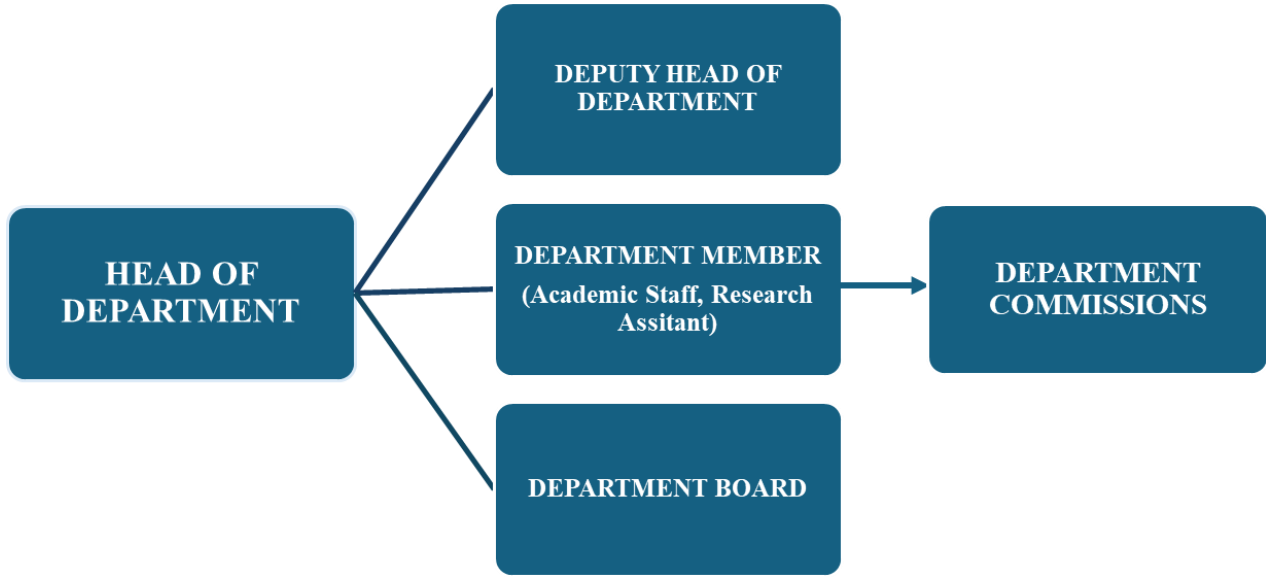 HEAD OF
DEPARTMENT
DEPUTY HEAD OF
DEPARTMENT
DEPARTMENT MEMBER
(Academic Staff, Research
Assitant)
DEPARTMENT BOARD
DEPARTMENT
COMMISSIONS